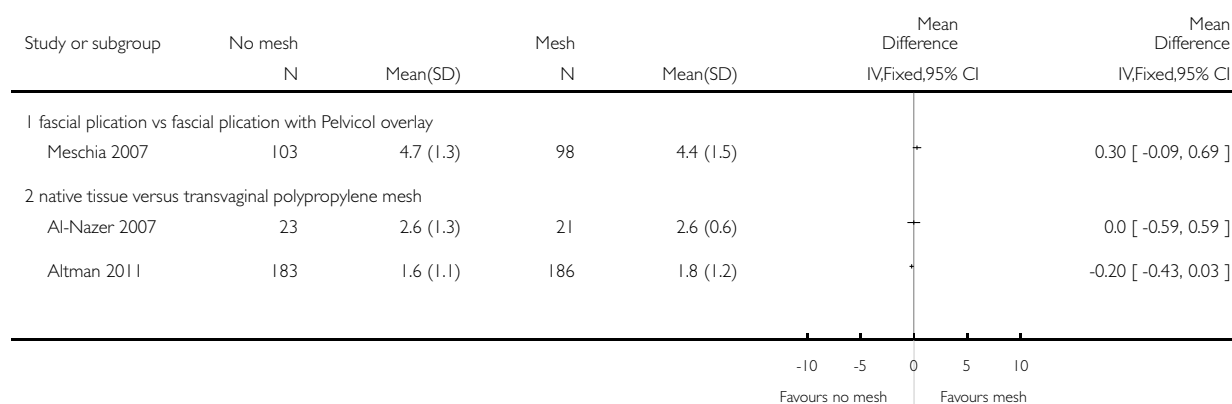 Study or subgroup No mesh Mesh Mean Difference Mean Difference
N Mean(SD) N Mean(SD) IV,Fixed,95% CI IV,Fixed,95% CI
1 fascial plication vs fascial plication with Pelvicol overlay
Meschia 2007 103 4.7 (1.3) 98 4.4 (1.5) 0.30 [ -0.09, 0.69 ]
2 native tissue versus transvaginal polypropylene mesh
Al-Nazer 2007 23 2.6 (1.3) 21 2.6 (0.6) 0.0 [ -0.59, 0.59 ]
Altman 2011 183 1.6 (1.1) 186 1.8 (1.2) -0.20 [ -0.43, 0.03 ]
-10 -5 0 5 10
Favours no mesh Favours mesh